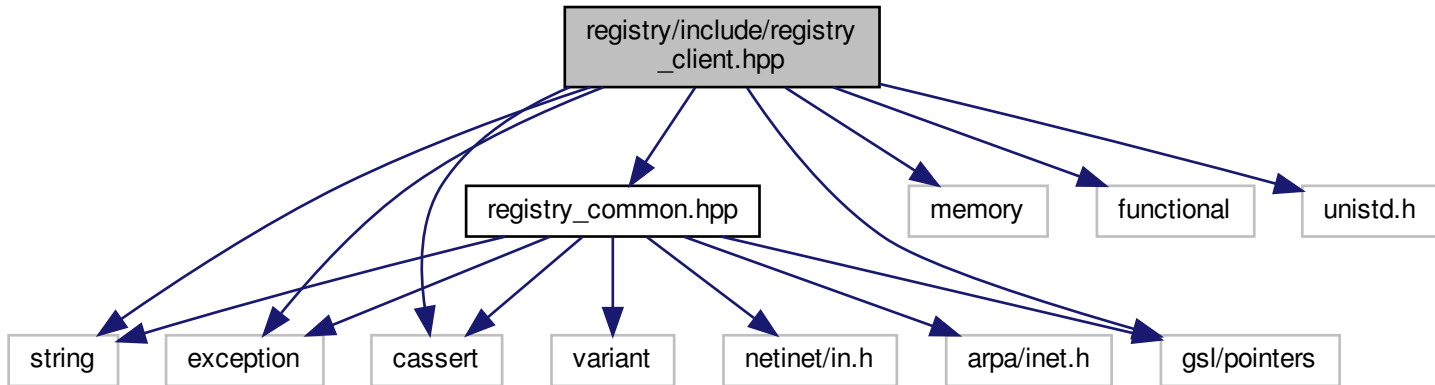 registry/include/registry
_client.hpp
registry_common.hpp
memory
functional
unistd.h
string
exception
cassert
variant
netinet/in.h
arpa/inet.h
gsl/pointers